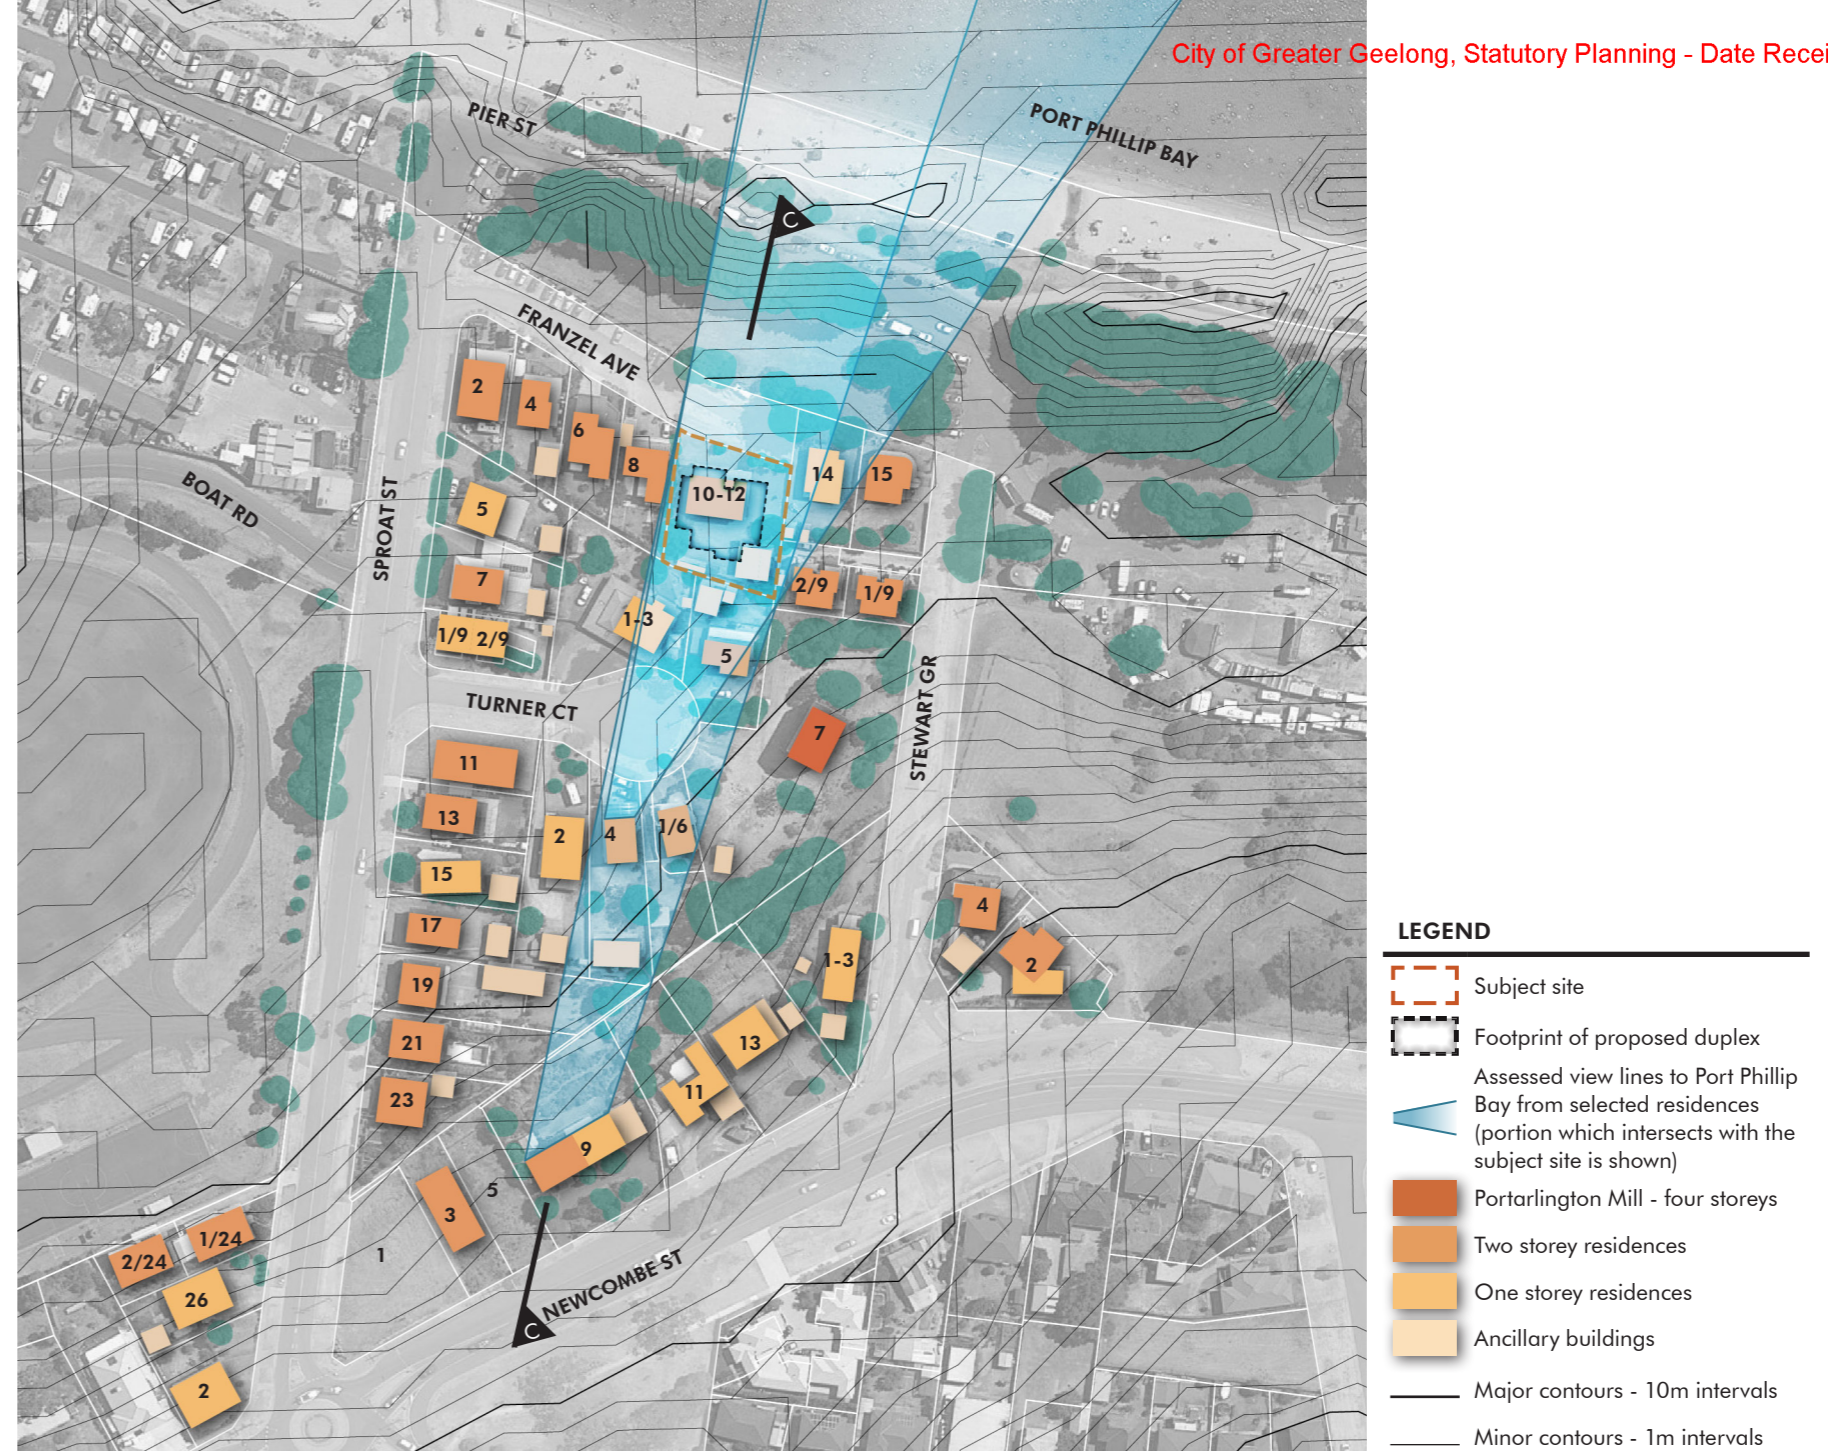 City of Greater Geelong, Statutory Planning - Date Recei
PIER ST
PORT PHILLIP BAY
C
FRANZEL AVE
2
4
6
8
10-12
14
15
BOAT RD
SPROAT ST
5
7
1/9 2/9
1-3
5
2/9
1/9
TURNER CT
STEWART GR
7
11
13
15
17
19
21
23
2
4
1/6
4
2
1-3
13
11
9
5
3
1
2/24
1/24
26
2
C
NEWCOMBE ST
LEGEND
Subject site
Footprint of proposed duplex
Assessed view lines to Port Phillip
Bay from selected residences
(portion which intersects with the
subject site is shown)
Portarlington Mill - four storeys
Two storey residences
One storey residences
Ancillary buildings
Major contours - 10m intervals
Minor contours - 1m intervals